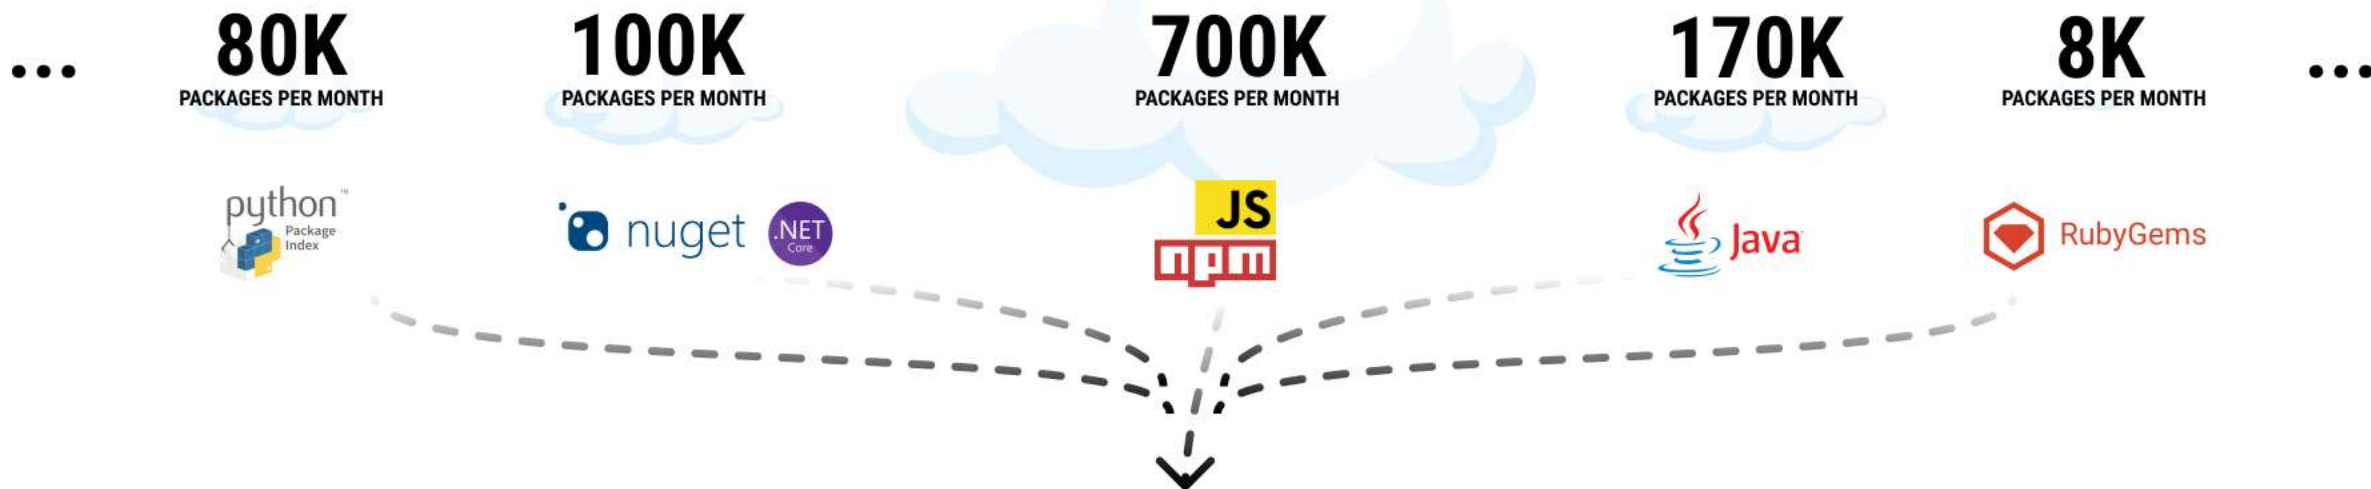 ... 80K 100K 700K 170K 8K ...
PACKAGES PER MONTH PACKAGES PER MONTH PACKAGES PER MONTH PACKAGES PER MONTH PACKAGES PER MONTH
python™
Package
Index
nuget
.NET
Core
JS
npm
Java
RubyGems